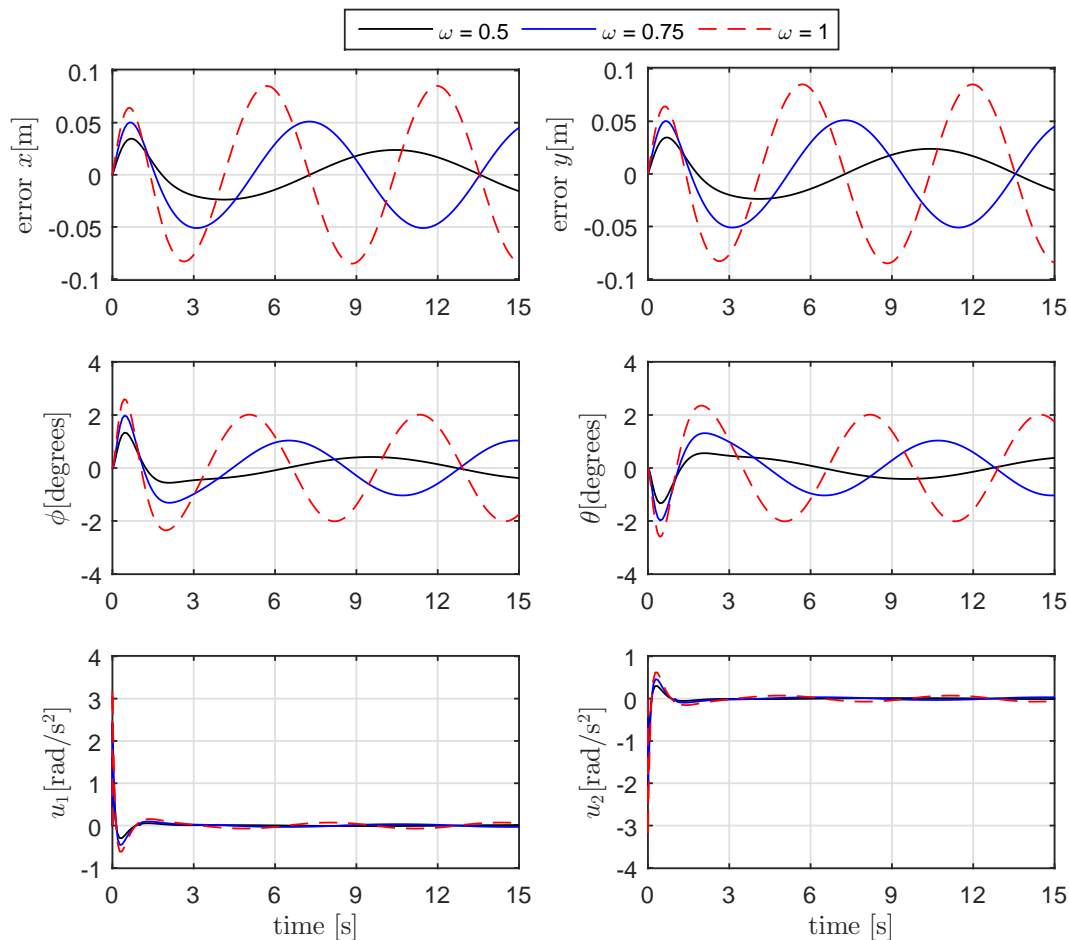 ω = 0.5 ω = 0.75 ω = 1
error x[m]
0.1
0.05
0
-0.05
-0.1
0 3 6 9 12 15
error y[m]
0.1
0.05
0
-0.05
-0.1
0 3 6 9 12 15
ϕ[degrees]
4
2
0
-2
-4
0 3 6 9 12 15
θ[degrees]
4
2
0
-2
-4
0 3 6 9 12 15
u₁[rad/s²]
4
3
2
1
0
-1
0 3 6 9 12 15
time [s]
u₂[rad/s²]
1
0
-1
-2
-3
-4
0 3 6 9 12 15
time [s]